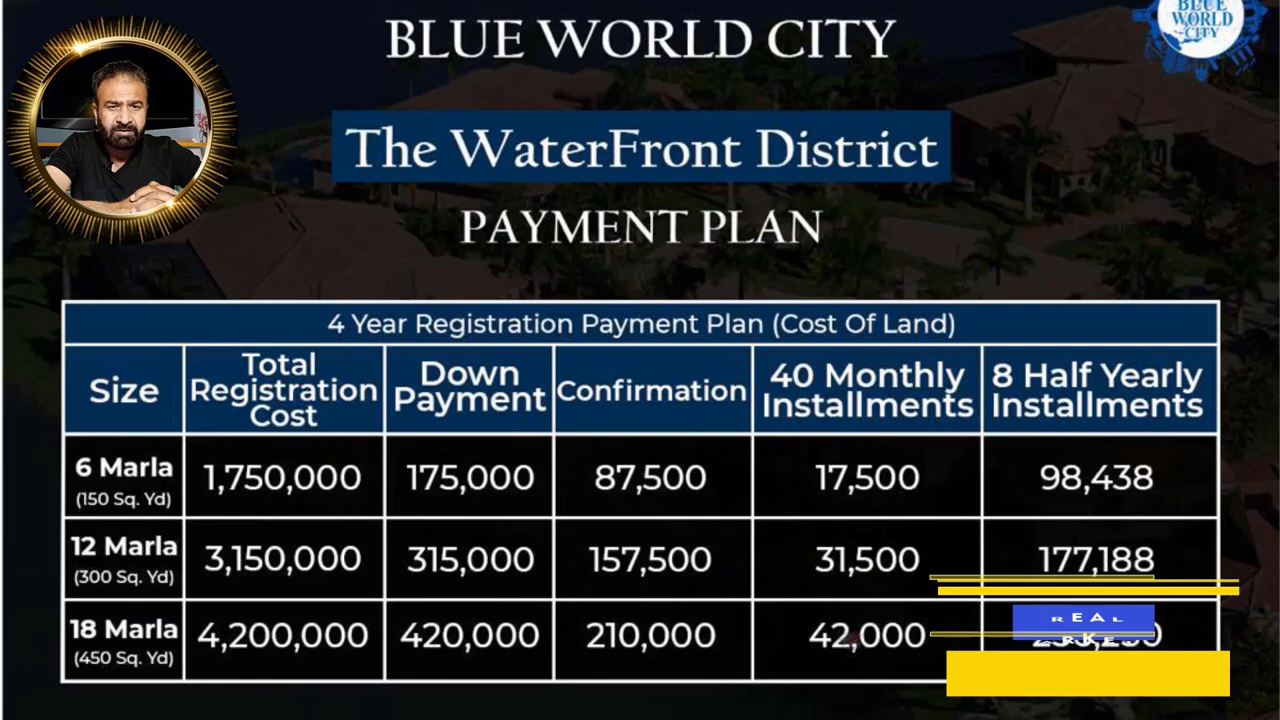 BLUE WORLD CITY
BLUE
WORLD
CITY
The WaterFront District
PAYMENT PLAN
4 Year Registration Payment Plan (Cost Of Land)
Size Total Registration Cost Down Payment Confirmation 40 Monthly Installments 8 Half Yearly Installments
6 Marla (150 Sq. Yd) 1,750,000 175,000 87,500 17,500 98,438
12 Marla (300 Sq. Yd) 3,150,000 315,000 157,500 31,500 177,188
18 Marla (450 Sq. Yd) 4,200,000 420,000 210,000 42,000
REAL